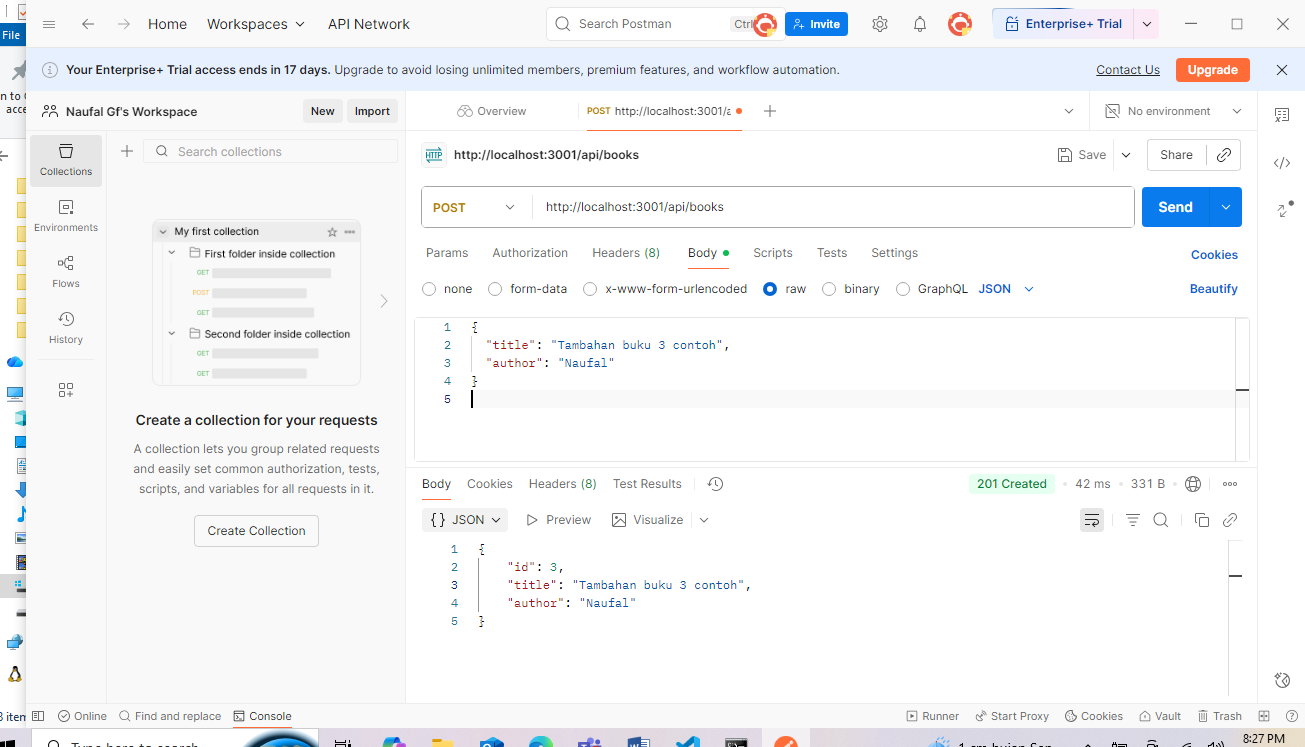 File
Home
Workspaces
API Network
Search Postman
Ctrl
Invite
Enterprise+ Trial
Your Enterprise+ Trial access ends in 17 days. Upgrade to avoid losing unlimited members, premium features, and workflow automation.
Contact Us
Upgrade
Naufal Gf's Workspace
New
Import
Overview
POST http://localhost:3001/a
No environment
Collections
Search collections
HTTP
http://localhost:3001/api/books
Save
Share
Environments
POST
http://localhost:3001/api/books
Send
My first collection
First folder inside collection
GET
POST
GET
Second folder inside collection
GET
GET
Flows
History
Params
Authorization
Headers (8)
Body
Scripts
Tests
Settings
Cookies
none
form-data
x-www-form-urlencoded
raw
binary
GraphQL
JSON
Beautify
1 {
2 "title": "Tambahan buku 3 contoh",
3 "author": "Naufal"
4 }
5
Create a collection for your requests
A collection lets you group related requests
and easily set common authorization, tests,
scripts, and variables for all requests in it.
Create Collection
Body
Cookies
Headers (8)
Test Results
201 Created
42 ms
331 B
{} JSON
Preview
Visualize
1 {
2 "id": 3,
3 "title": "Tambahan buku 3 contoh",
4 "author": "Naufal"
5 }
Online
Find and replace
Console
Runner
Start Proxy
Cookies
Vault
Trash
Type here to search
8:27 PM